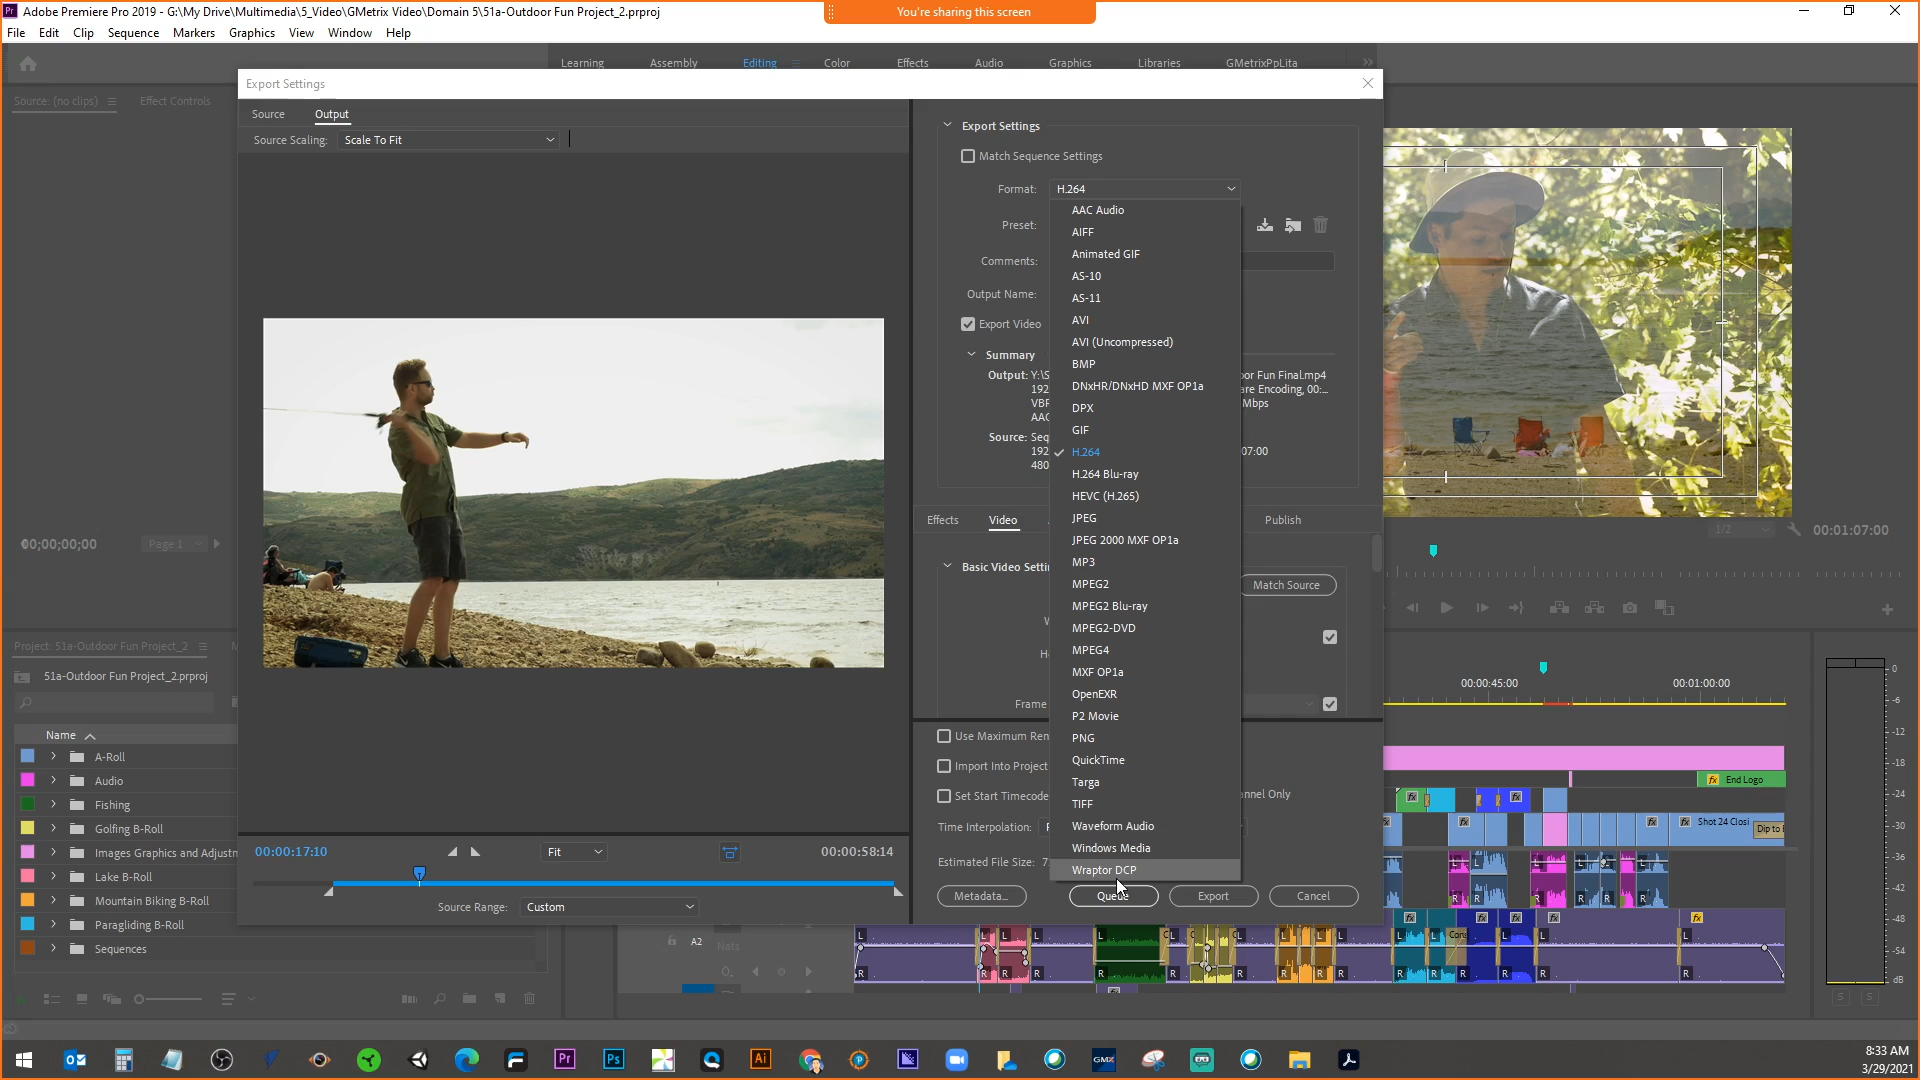 Adobe Premiere Pro 2019 - G:\My Drive\Multimedia\5_Video\GMetrix Video\Domain 5\51a-Outdoor Fun Project_2.prproj
You're sharing this screen
File Edit Clip Sequence Markers Graphics View Window Help
Learning Assembly Editing Color Effects Audio Graphics Libraries GMetrixPpLita
Export Settings
Source: (no clips) Effect Controls
Source Output
Source Scaling: Scale To Fit
Export Settings
Match Sequence Settings
Format: H.264
Preset:
Comments:
Output Name:
Export Video
Summary
Output: Y:\S oor Fun Final.mp4
192 are Encoding, 00:...
VBF Mbps
AAC
Source: Seq
192 07:00
480
AAC Audio
AIFF
Animated GIF
AS-10
AS-11
AVI
AVI (Uncompressed)
BMP
DNxHR/DNxHD MXF OP1a
DPX
GIF
H.264
H.264 Blu-ray
HEVC (H.265)
JPEG
JPEG 2000 MXF OP1a
MP3
MPEG2
MPEG2 Blu-ray
MPEG2-DVD
MPEG4
MXF OP1a
OpenEXR
P2 Movie
PNG
QuickTime
Targa
TIFF
Waveform Audio
Windows Media
Wraptor DCP
Effects Video Publish
Basic Video Settin
Match Source
Frame
Use Maximum Ren
Import Into Project
Set Start Timecode annel Only
Time Interpolation:
Estimated File Size: 7
Metadata... Queue Export Cancel
00:00:17:10 Fit 00:00:58:14
Source Range: Custom
00;00;00;00 Page 1
1/2 00:01:07:00
Project: 51a-Outdoor Fun Project_2
51a-Outdoor Fun Project_2.prproj
Name
A-Roll
Audio
Fishing
Golfing B-Roll
Images Graphics and Adjustn
Lake B-Roll
Mountain Biking B-Roll
Paragliding B-Roll
Sequences
00:00:45:00 00:01:00:00
End Logo
Shot 24 Closi Dip to B
A2 Nats
0
-6
-12
-18
-24
-30
-36
-42
-48
-54
dB
S S
8:33 AM
3/29/2021